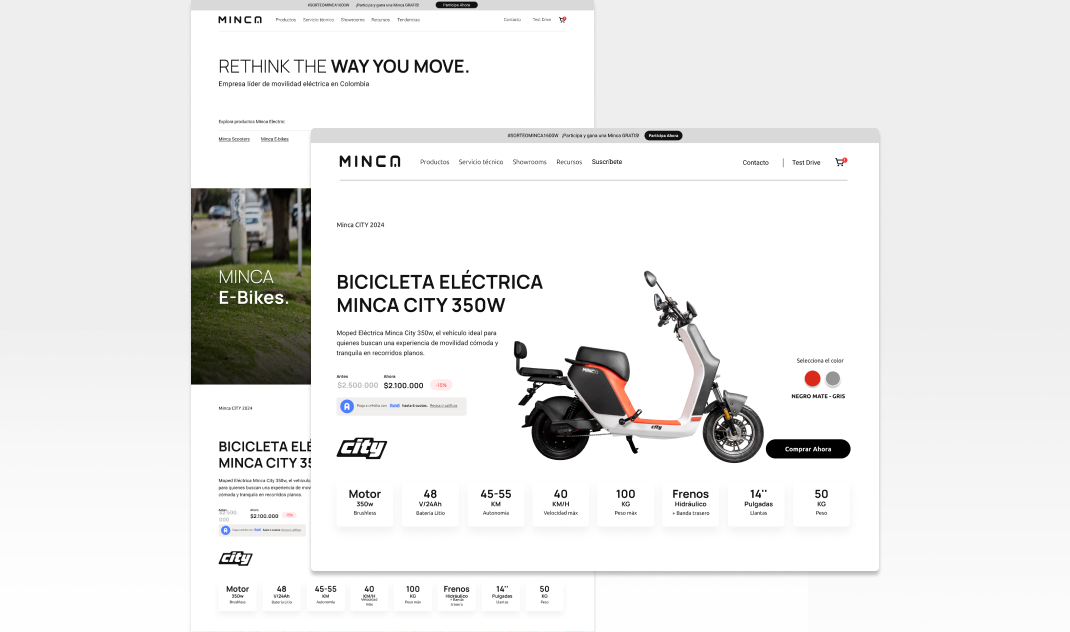 #SORTEOMINCA1600W ¡Participa y gana una Minca GRATIS! Participa Ahora
MINCA Productos Servicio técnico Showrooms Recursos Tendencias Contacto Test Drive
RETHINK THE WAY YOU MOVE.
Empresa líder de movilidad eléctrica en Colombia
Explora productos Minca Electric:
Minca Scooters Minca E-bikes
MINCA
E-Bikes.
Minca CITY 2024
BICICLETA ELÉ
MINCA CITY 35
Moped Eléctrica Minca City 350w, el vehículo
para quienes buscan una experiencia de mov
cómoda y tranquila en recorridos planos.
Antes Ahora
$2.500.000 $2.100.000 -15%
city
Motor 48 45-55 40 100 Frenos 14'' 50
350w V/24Ah KM KM/H KG Hidráulico Pulgadas KG
Brushless Batería Litio Autonomía Velocidad máx Peso máx + Banda trasero Llantas Peso
#SORTEOMINCA1600W ¡Participa y gana una Minca GRATIS! Participa Ahora
MINCA Productos Servicio técnico Showrooms Recursos Suscríbete Contacto | Test Drive 1
Minca CITY 2024
BICICLETA ELÉCTRICA
MINCA CITY 350W
Moped Eléctrica Minca City 350w, el vehículo ideal para
quienes buscan una experiencia de movilidad cómoda y
tranquila en recorridos planos.
Antes Ahora
$2.500.000 $2.100.000 -15%
Paga a crédito con Addi hasta 6 cuotas.
city
city
Selecciona el color
NEGRO MATE - GRIS
Comprar Ahora
Motor 48 45-55 40 100 Frenos 14'' 50
350w V/24Ah KM KM/H KG Hidráulico Pulgadas KG
Brushless Batería Litio Autonomía Velocidad máx Peso máx + Banda trasero Llantas Peso